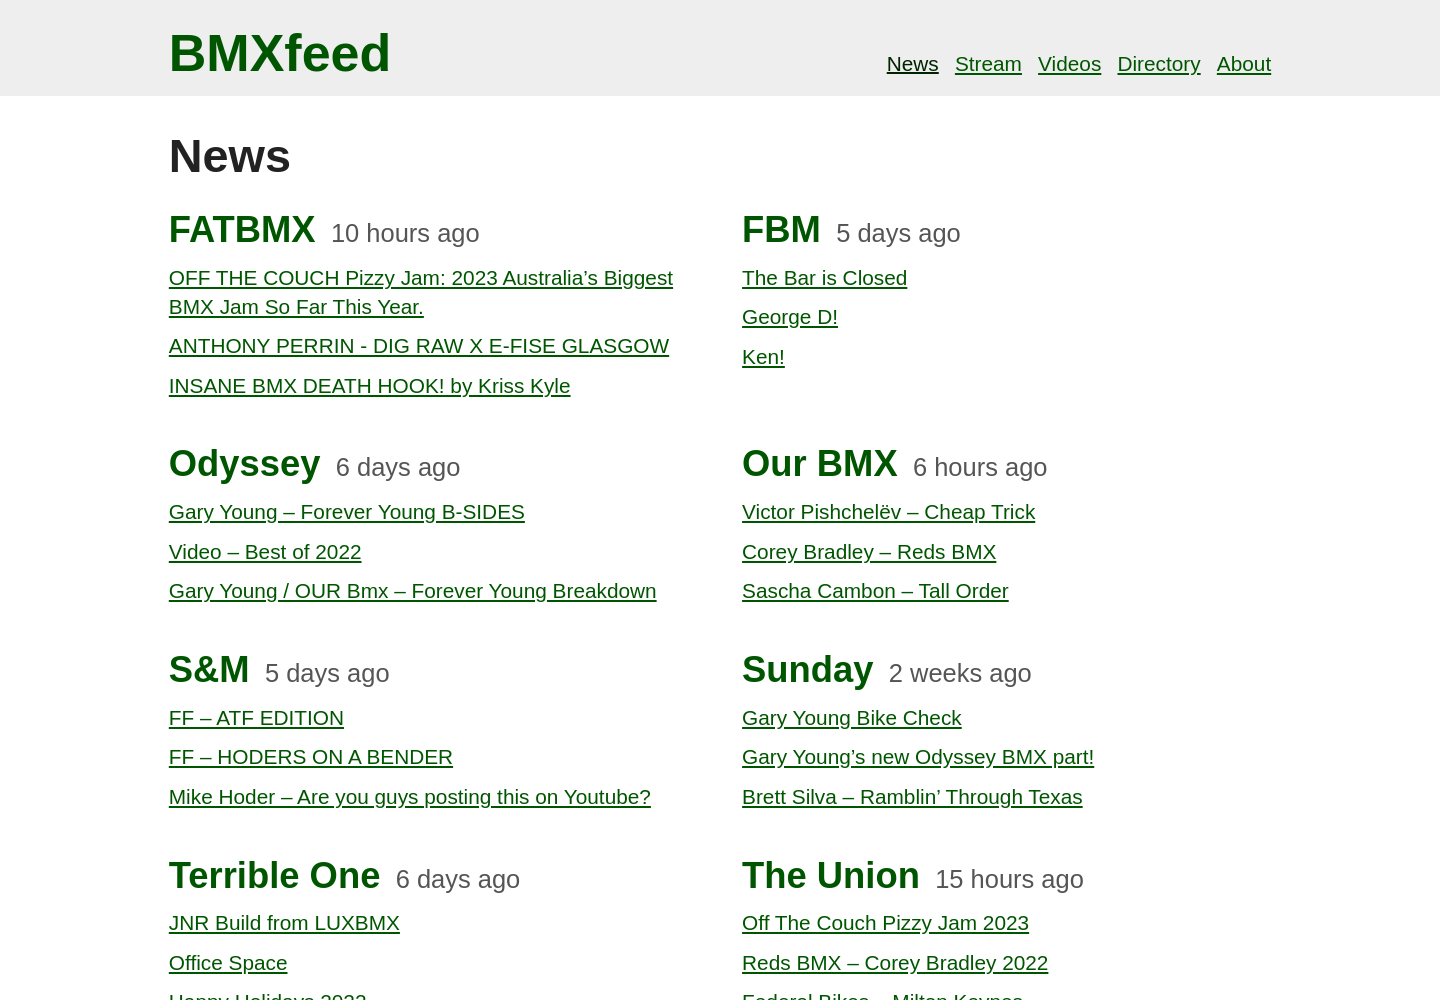 BMXfeed
News Stream Videos Directory About
News
FATBMX 10 hours ago
OFF THE COUCH Pizzy Jam: 2023 Australia’s Biggest
BMX Jam So Far This Year.
ANTHONY PERRIN - DIG RAW X E-FISE GLASGOW
INSANE BMX DEATH HOOK! by Kriss Kyle
FBM 5 days ago
The Bar is Closed
George D!
Ken!
Odyssey 6 days ago
Gary Young – Forever Young B-SIDES
Video – Best of 2022
Gary Young / OUR Bmx – Forever Young Breakdown
Our BMX 6 hours ago
Victor Pishchelëv – Cheap Trick
Corey Bradley – Reds BMX
Sascha Cambon – Tall Order
S&M 5 days ago
FF – ATF EDITION
FF – HODERS ON A BENDER
Mike Hoder – Are you guys posting this on Youtube?
Sunday 2 weeks ago
Gary Young Bike Check
Gary Young’s new Odyssey BMX part!
Brett Silva – Ramblin’ Through Texas
Terrible One 6 days ago
JNR Build from LUXBMX
Office Space
Happy Holidays 2022
The Union 15 hours ago
Off The Couch Pizzy Jam 2023
Reds BMX – Corey Bradley 2022
Federal Bikes – Milton Keynes